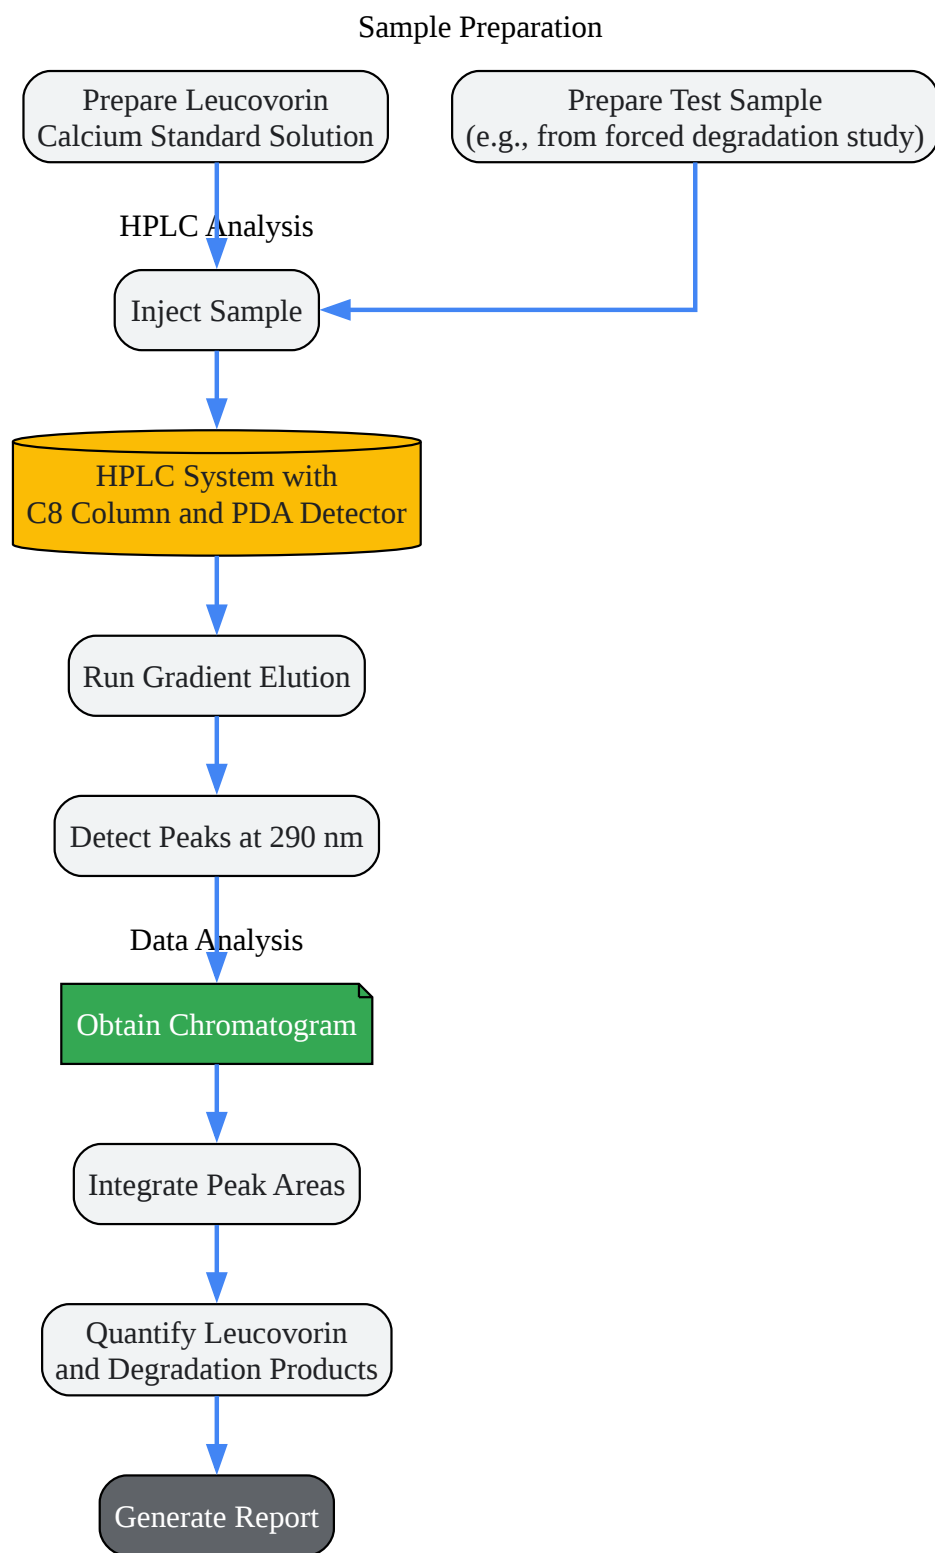 Sample Preparation
Prepare Leucovorin
Calcium Standard Solution
Prepare Test Sample
(e.g., from forced degradation study)
HPLC Analysis
Inject Sample
HPLC System with
C8 Column and PDA Detector
Run Gradient Elution
Detect Peaks at 290 nm
Data Analysis
Obtain Chromatogram
Integrate Peak Areas
Quantify Leucovorin
and Degradation Products
Generate Report